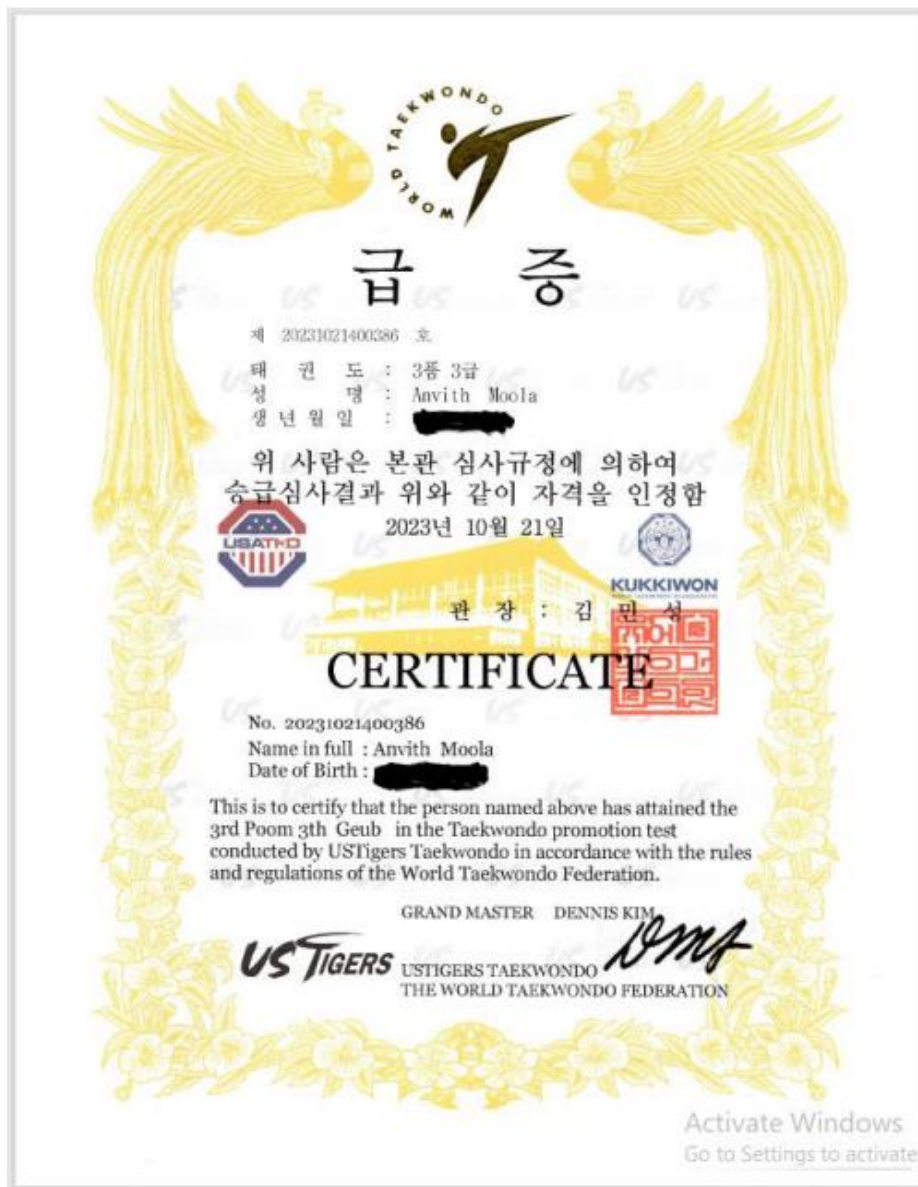 WORLD TAEKWONDO
급 증
제 20231021400386 호
태 권 도 : 3품 3급
성 명 : Anvith Moola
생 년 월 일 :
위 사람은 본관 심사규정에 의하여
승급심사결과 위와 같이 자격을 인정함
2023년 10월 21일
USATKD
KUKKIWON
관 장 : 김 민 성
CERTIFICATE
No. 20231021400386
Name in full : Anvith Moola
Date of Birth :
This is to certify that the person named above has attained the
3rd Poom 3th Geub in the Taekwondo promotion test
conducted by USTigers Taekwondo in accordance with the rules
and regulations of the World Taekwondo Federation.
GRAND MASTER DENNIS KIM
US TIGERS
USTIGERS TAEKWONDO
THE WORLD TAEKWONDO FEDERATION
Activate Windows
Go to Settings to activate